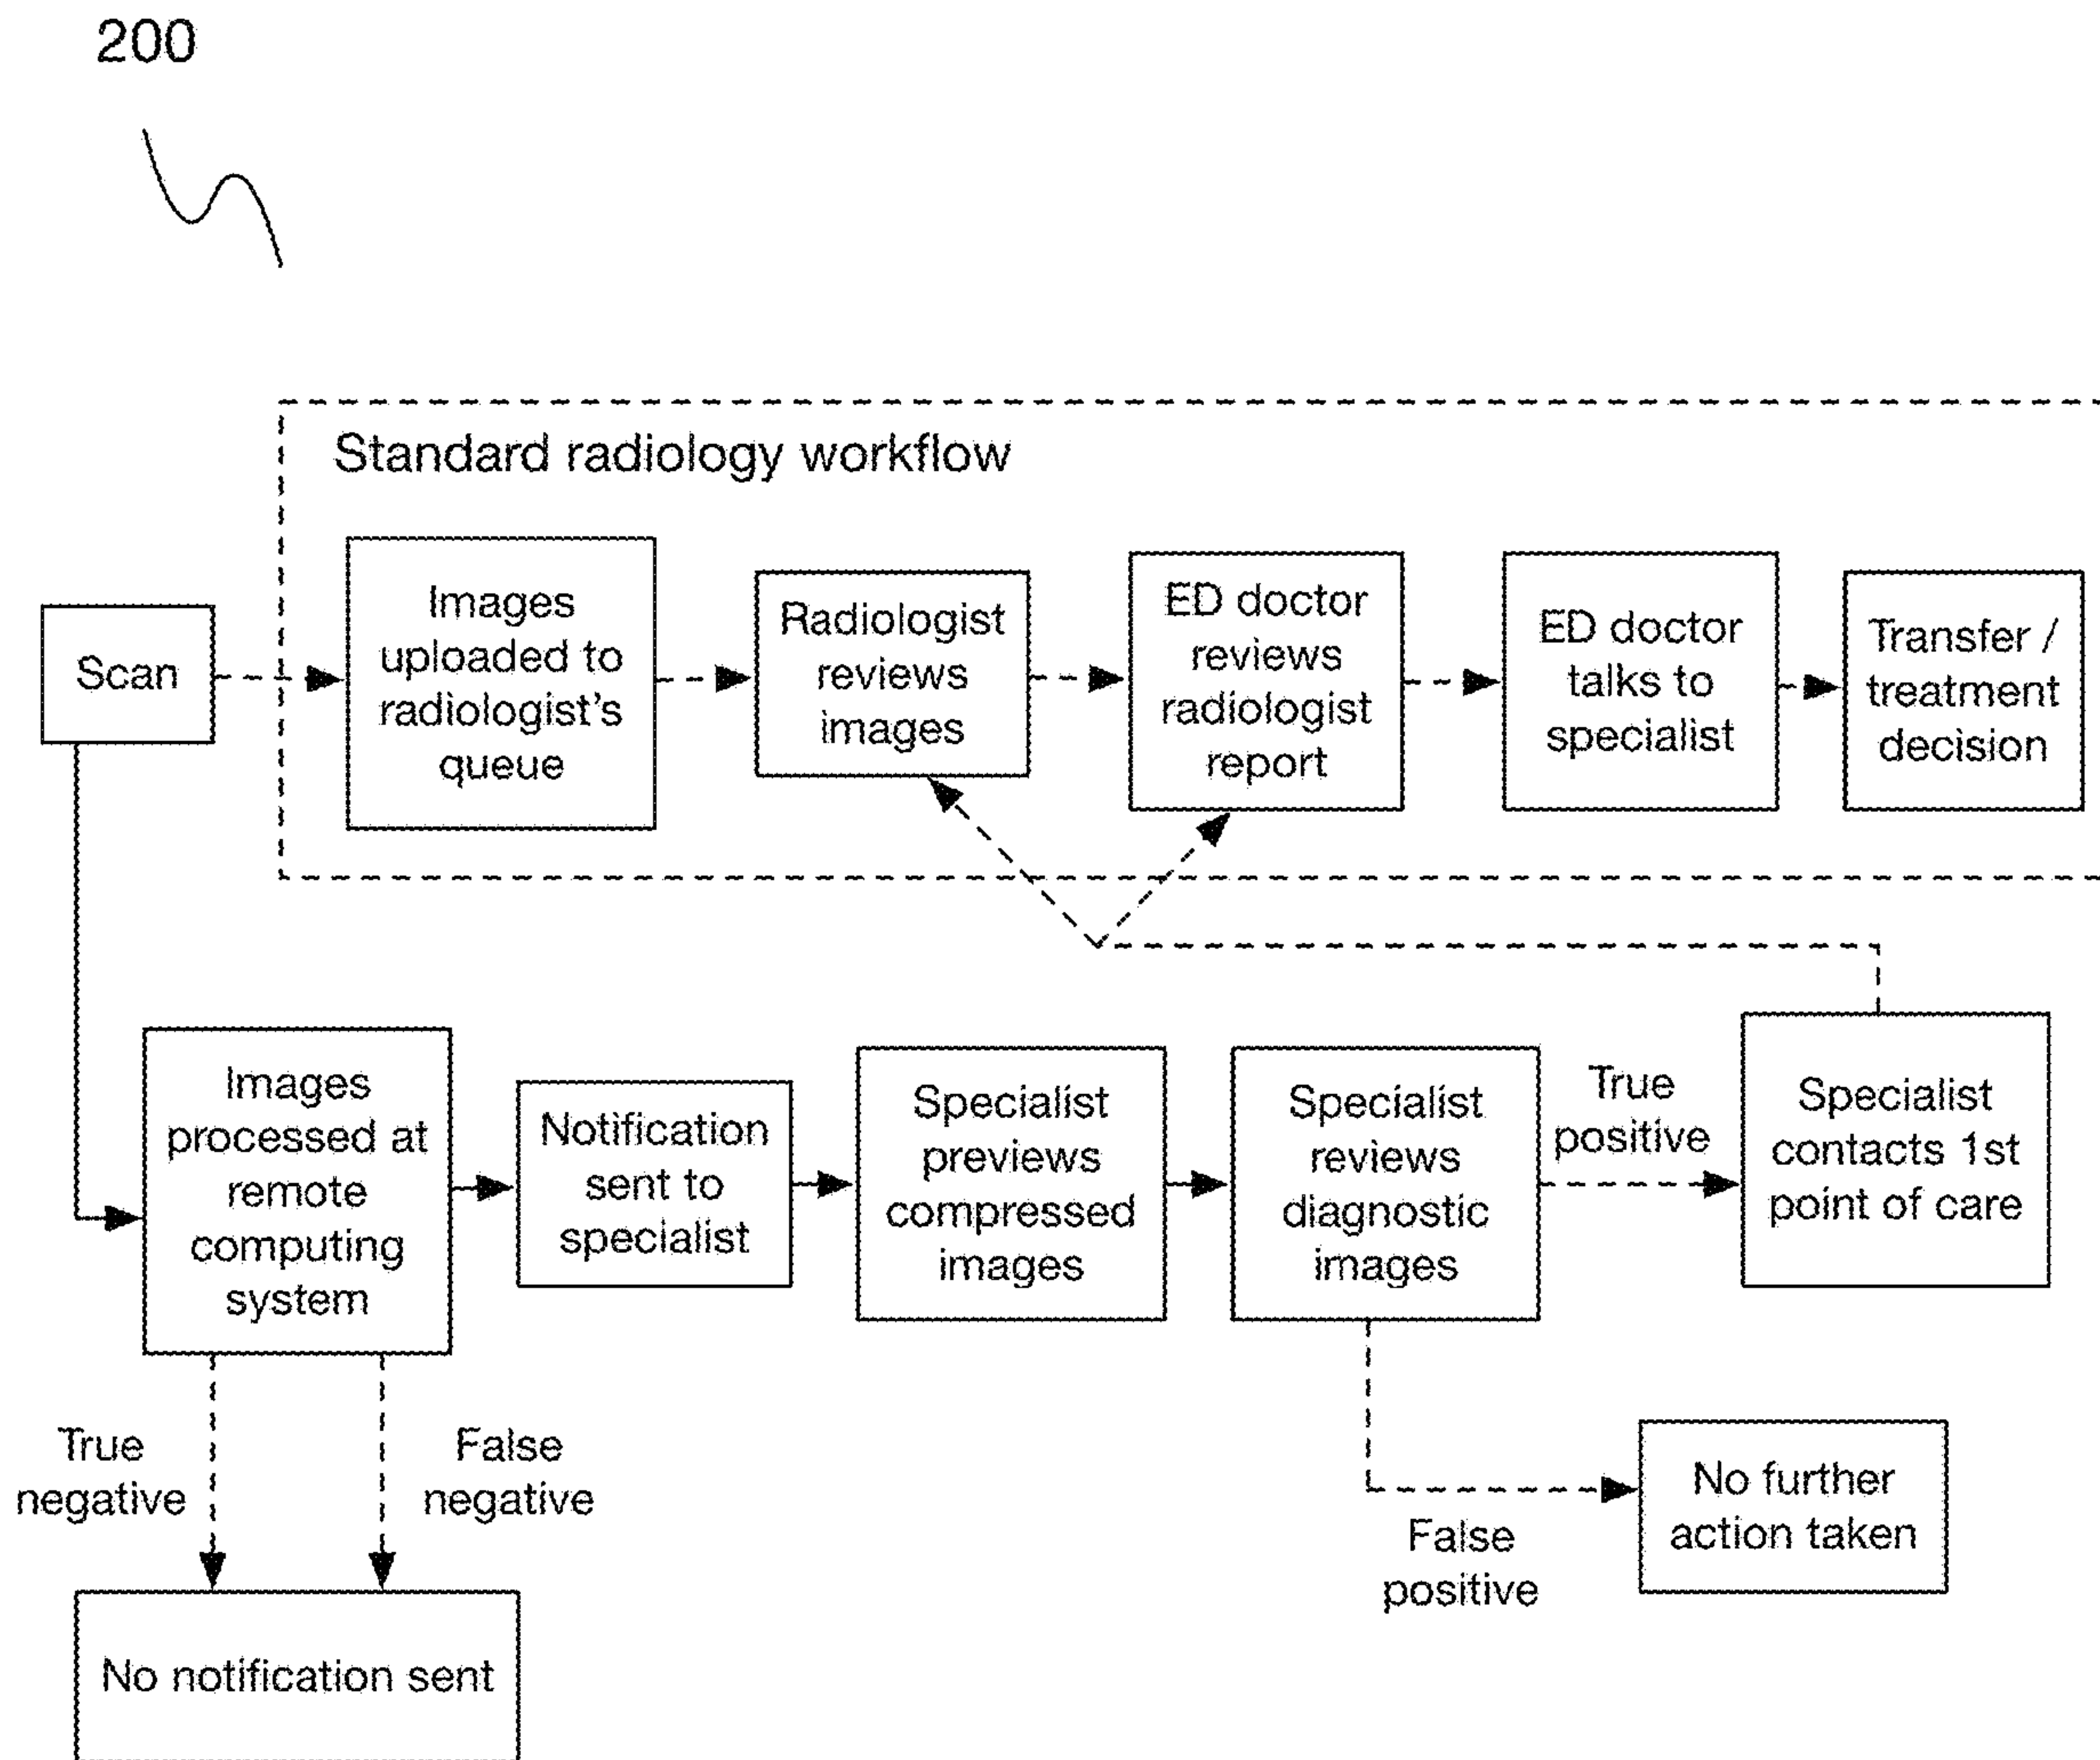 200
Standard radiology workflow
Scan
Images
uploaded to
radiologist's
queue
Radiologist
reviews
images
ED doctor
reviews
radiologist
report
ED doctor
talks to
specialist
Transfer /
treatment
decision
Images
processed at
remote
computing
system
Notification
sent to
specialist
Specialist
previews
compressed
images
Specialist
reviews
diagnostic
images
True
positive
Specialist
contacts 1st
point of care
True
negative
False
negative
False
positive
No further
action taken
No notification sent